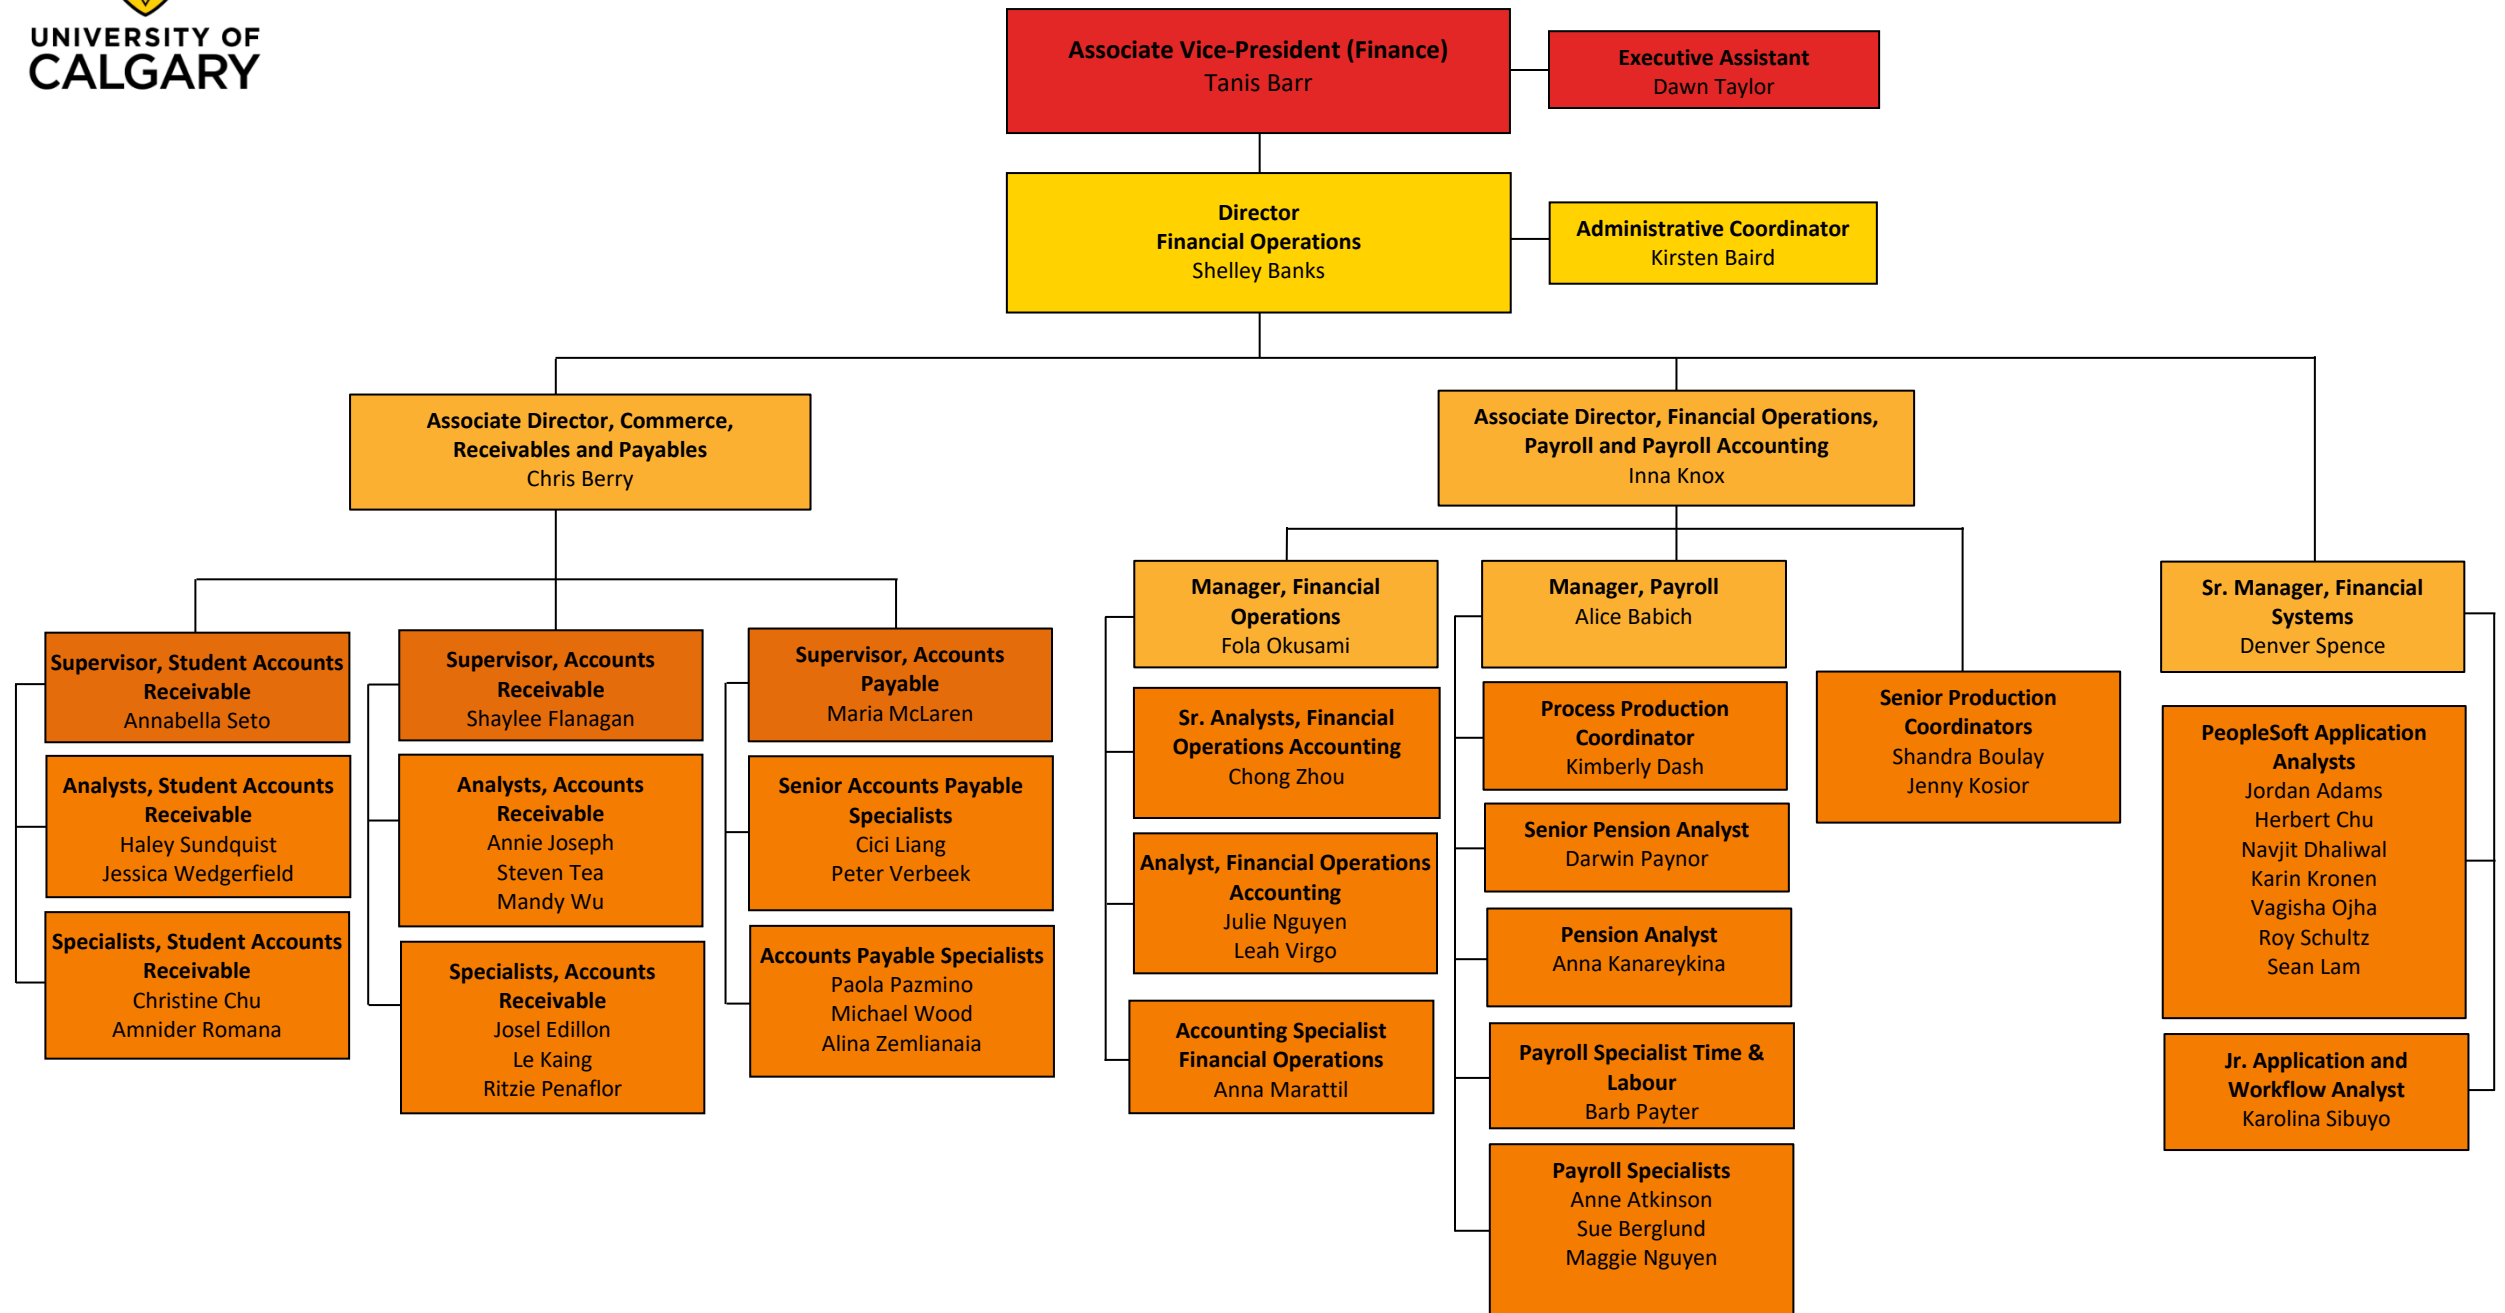 UNIVERSITY OF
CALGARY
Associate Vice-President (Finance)
Tanis Barr
Executive Assistant
Dawn Taylor
Director
Financial Operations
Shelley Banks
Administrative Coordinator
Kirsten Baird
Associate Director, Commerce,
Receivables and Payables
Chris Berry
Associate Director, Financial Operations,
Payroll and Payroll Accounting
Inna Knox
Supervisor, Student Accounts
Receivable
Annabella Seto
Analysts, Student Accounts
Receivable
Haley Sundquist
Jessica Wedgerfield
Specialists, Student Accounts
Receivable
Christine Chu
Amnider Romana
Supervisor, Accounts
Receivable
Shaylee Flanagan
Analysts, Accounts
Receivable
Annie Joseph
Steven Tea
Mandy Wu
Specialists, Accounts
Receivable
Josel Edillon
Le Kaing
Ritzie Penaflor
Supervisor, Accounts
Payable
Maria McLaren
Senior Accounts Payable
Specialists
Cici Liang
Peter Verbeek
Accounts Payable Specialists
Paola Pazmino
Michael Wood
Alina Zemlianaia
Manager, Financial
Operations
Fola Okusami
Sr. Analysts, Financial
Operations Accounting
Chong Zhou
Analyst, Financial Operations
Accounting
Julie Nguyen
Leah Virgo
Accounting Specialist
Financial Operations
Anna Marattil
Manager, Payroll
Alice Babich
Process Production
Coordinator
Kimberly Dash
Senior Pension Analyst
Darwin Paynor
Pension Analyst
Anna Kanareykina
Payroll Specialist Time &
Labour
Barb Payter
Payroll Specialists
Anne Atkinson
Sue Berglund
Maggie Nguyen
Senior Production
Coordinators
Shandra Boulay
Jenny Kosior
Sr. Manager, Financial
Systems
Denver Spence
PeopleSoft Application
Analysts
Jordan Adams
Herbert Chu
Navjit Dhaliwal
Karin Kronen
Vagisha Ojha
Roy Schultz
Sean Lam
Jr. Application and
Workflow Analyst
Karolina Sibuyo